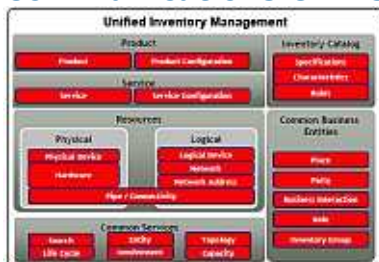 Unified Inventory Management
Product
Product
Product Configuration
Service
Service
Service Configuration
Resources
Physical
Physical Device
Hardware
Logical
Logical Device
Network
Network Address
Pipe / Connectivity
Common Services
Search
Entity
Topology
Life Cycle
Involvement
Capacity
Inventory Catalog
Specifications
Characteristics
Rules
Common Business
Entities
Place
Party
Business Interaction
Role
Inventory Group